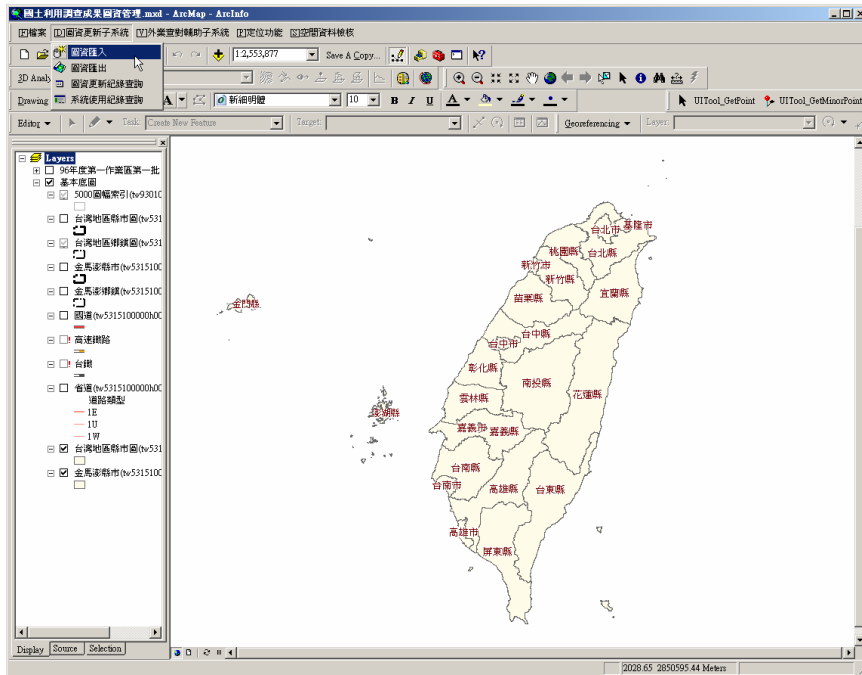 國土利用調查成果圖資管理.mxd - ArcMap - ArcInfo
[F]檔案 [D]圖資更新子系統 [V]外業查對輔助子系統 [P]定位功能 [S]空間資料檢核
圖資匯入
圖資匯出
圖資更新紀錄查詢
系統使用紀錄查詢
1:2,553,877 Save A Copy...
3D Analy
Drawing A 新細明體 10 B I U A UITool_GetPoint UITool_GetMinorPoint
Editor Task: Create New Feature Target: Georeferencing Layer:
Layers
96年度第一作業區第一批
基本底圖
5000圖幅索引(tw9301C
台灣地區縣市圖(tw531
台灣地區鄉鎮圖(tw531
金馬澎縣市(tw5315100
金馬澎鄉鎮(tw5315100
國道(tw5315100000h00
高速鐵路
台鐵
省道(tw5315100000h0C
道路類型
1E
1U
1W
台灣地區縣市圖(tw531
金馬澎縣市(tw531510C
基隆市
台北市
桃園縣 台北縣
新竹市
新竹縣
苗栗縣 宜蘭縣
金門縣
台中縣
台中市
彰化縣
南投縣
雲林縣 花蓮縣
澎湖縣
嘉義市 嘉義縣
台南縣
台南市 高雄縣 台東縣
高雄市
屏東縣
Display Source Selection
2028.65 2850595.44 Meters